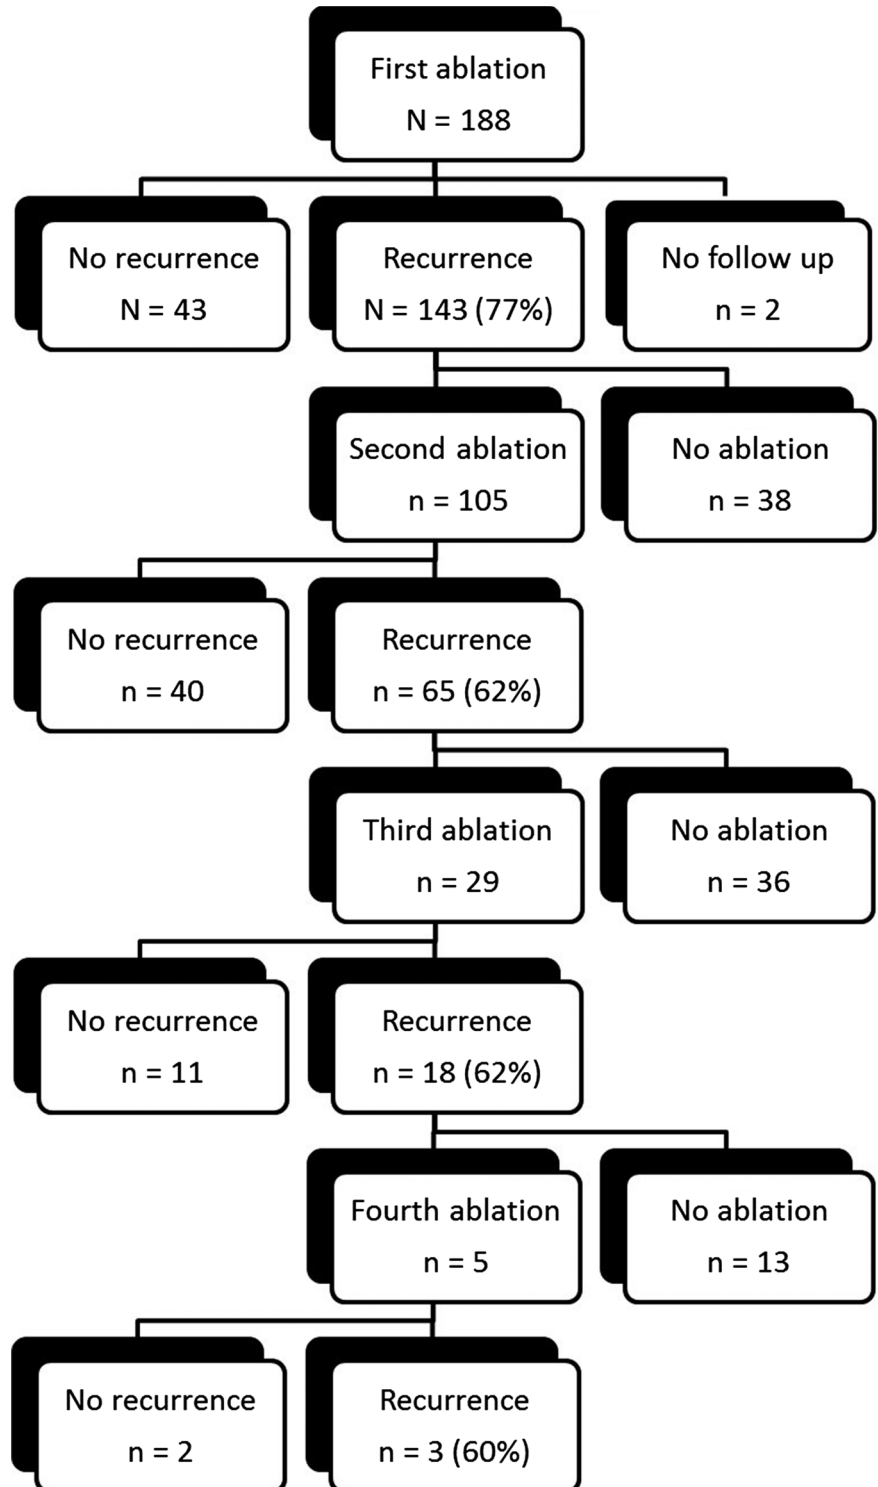 First ablation
N = 188
No recurrence
N = 43
Recurrence
N = 143 (77%)
No follow up
n = 2
Second ablation
n = 105
No ablation
n = 38
No recurrence
n = 40
Recurrence
n = 65 (62%)
Third ablation
n = 29
No ablation
n = 36
No recurrence
n = 11
Recurrence
n = 18 (62%)
Fourth ablation
n = 5
No ablation
n = 13
No recurrence
n = 2
Recurrence
n = 3 (60%)